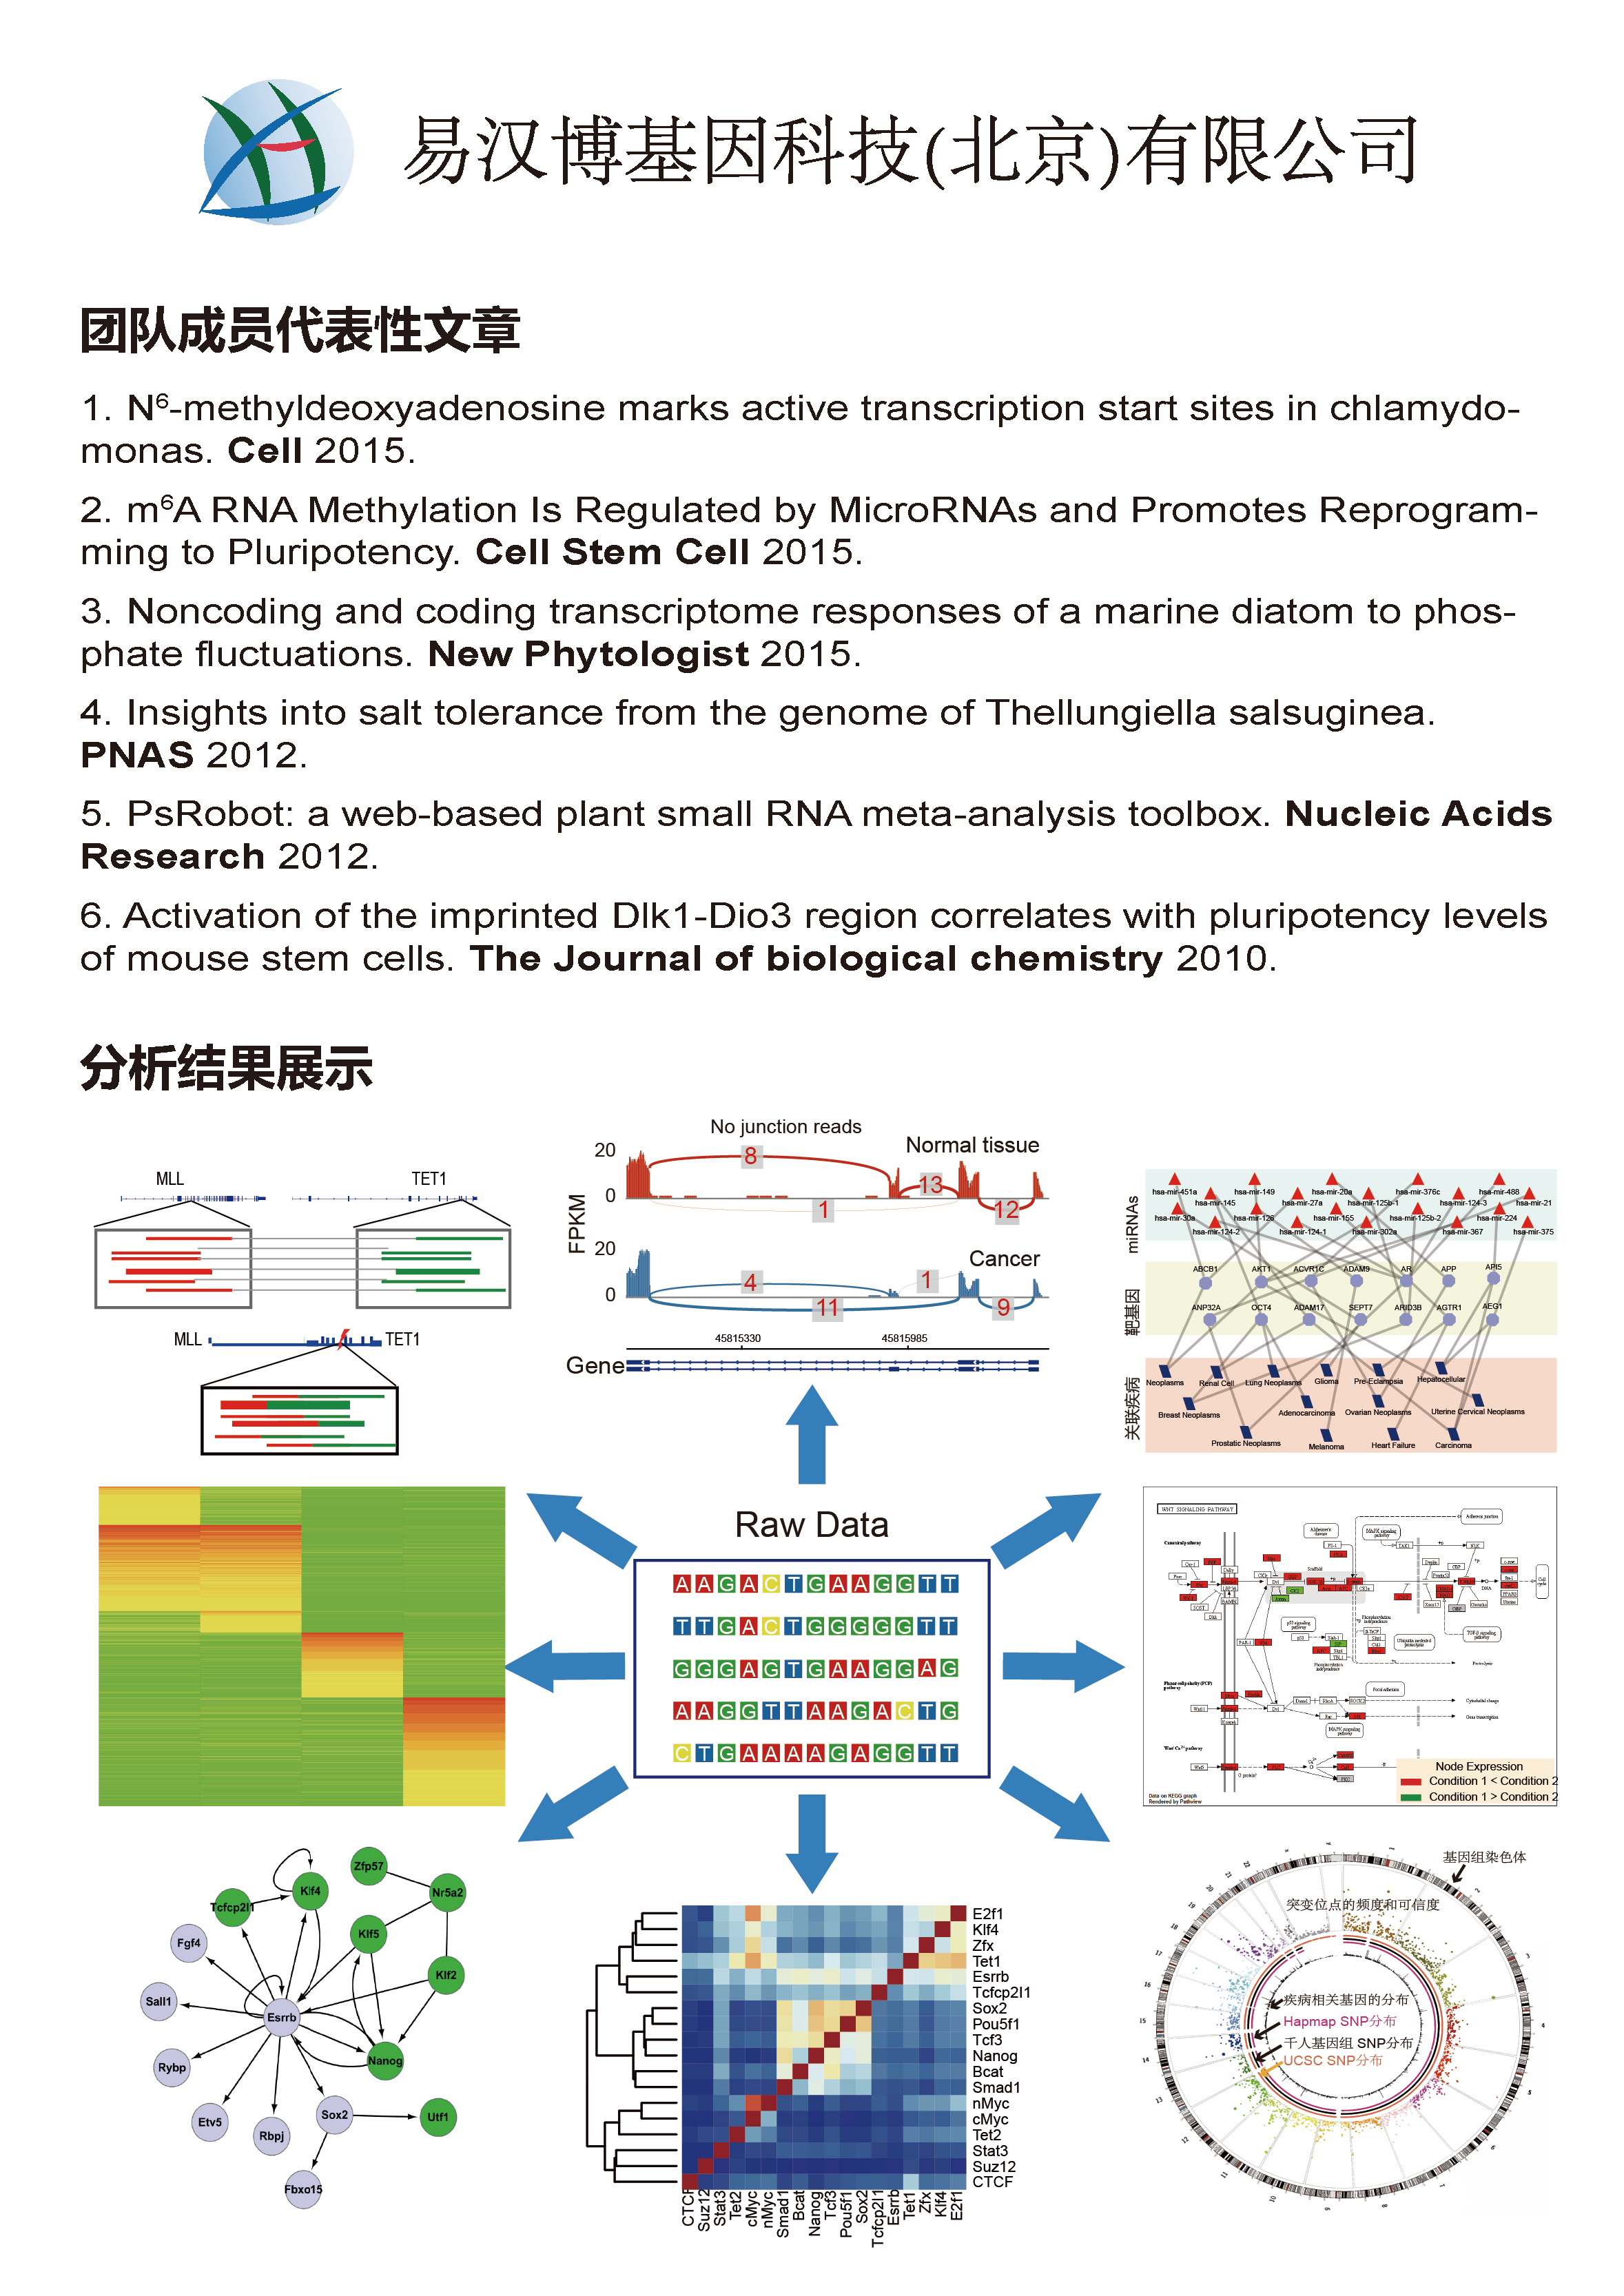 易汉博基因科技(北京)有限公司
团队成员代表性文章
1. N⁶-methyldeoxyadenosine marks active transcription start sites in chlamydo-
monas. Cell 2015.
2. m⁶A RNA Methylation Is Regulated by MicroRNAs and Promotes Reprogram-
ming to Pluripotency. Cell Stem Cell 2015.
3. Noncoding and coding transcriptome responses of a marine diatom to phos-
phate fluctuations. New Phytologist 2015.
4. Insights into salt tolerance from the genome of Thellungiella salsuginea.
PNAS 2012.
5. PsRobot: a web-based plant small RNA meta-analysis toolbox. Nucleic Acids
Research 2012.
6. Activation of the imprinted Dlk1-Dio3 region correlates with pluripotency levels
of mouse stem cells. The Journal of biological chemistry 2010.
分析结果展示
MLL TET1
MLL TET1
No junction reads
Normal tissue
FPKM
20
0
8
13
1
12
20
0
Cancer
4
1
11
9
45815330 45815985
Gene
miRNAs
hsa-mir-451a hsa-mir-149 hsa-mir-20a hsa-mir-376c hsa-mir-488
hsa-mir-145 hsa-mir-27a hsa-mir-125b-1 hsa-mir-124-3 hsa-mir-21
hsa-mir-30a hsa-mir-126 hsa-mir-155 hsa-mir-125b-2 hsa-mir-224
hsa-mir-124-2 hsa-mir-124-1 hsa-mir-302a hsa-mir-367 hsa-mir-375
靶基因
ABCB1 AKT1 ACVR1C ADAM9 AR APP API5
ANP32A OCT4 ADAM17 SEPT7 ARID3B AGTR1 AEG1
关联疾病
Neoplasms Renal Cell Lung Neoplasms Glioma Pre-Eclampsia Hepatocellular
Breast Neoplasms Adenocarcinoma Ovarian Neoplasms Uterine Cervical Neoplasms
Prostatic Neoplasms Melanoma Heart Failure Carcinoma
Raw Data
AAGACTGAAGGTT
TTGACTGGGGGTT
GGGAGTGAAGGAG
AAGGTTAAGACTG
CTGAAAAGAGGTT
WNT SIGNALING PATHWAY
Node Expression
Condition 1 < Condition 2
Condition 1 > Condition 2
Data on KEGG graph
Rendered by Pathview
Zfp57
Klf4
Nr5a2
Tcfcp2l1
Klf5
Fgf4
Klf2
Sall1
Esrrb
Nanog
Rybp
Sox2
Utf1
Etv5
Rbpj
Fbxo15
E2f1
Klf4
Zfx
Tet1
Esrrb
Tcfcp2l1
Sox2
Pou5f1
Tcf3
Nanog
Bcat
Smad1
nMyc
cMyc
Tet2
Stat3
Suz12
CTCF
CTCF Suz12 Stat3 Tet2 cMyc nMyc Smad1 Bcat Nanog Tcf3 Pou5f1 Sox2 Tcfcp2l1 Esrrb Tet1 Zfx Klf4 E2f1
基因组染色体
突变位点的频度和可信度
疾病相关基因的分布
Hapmap SNP分布
千人基因组 SNP分布
UCSC SNP分布